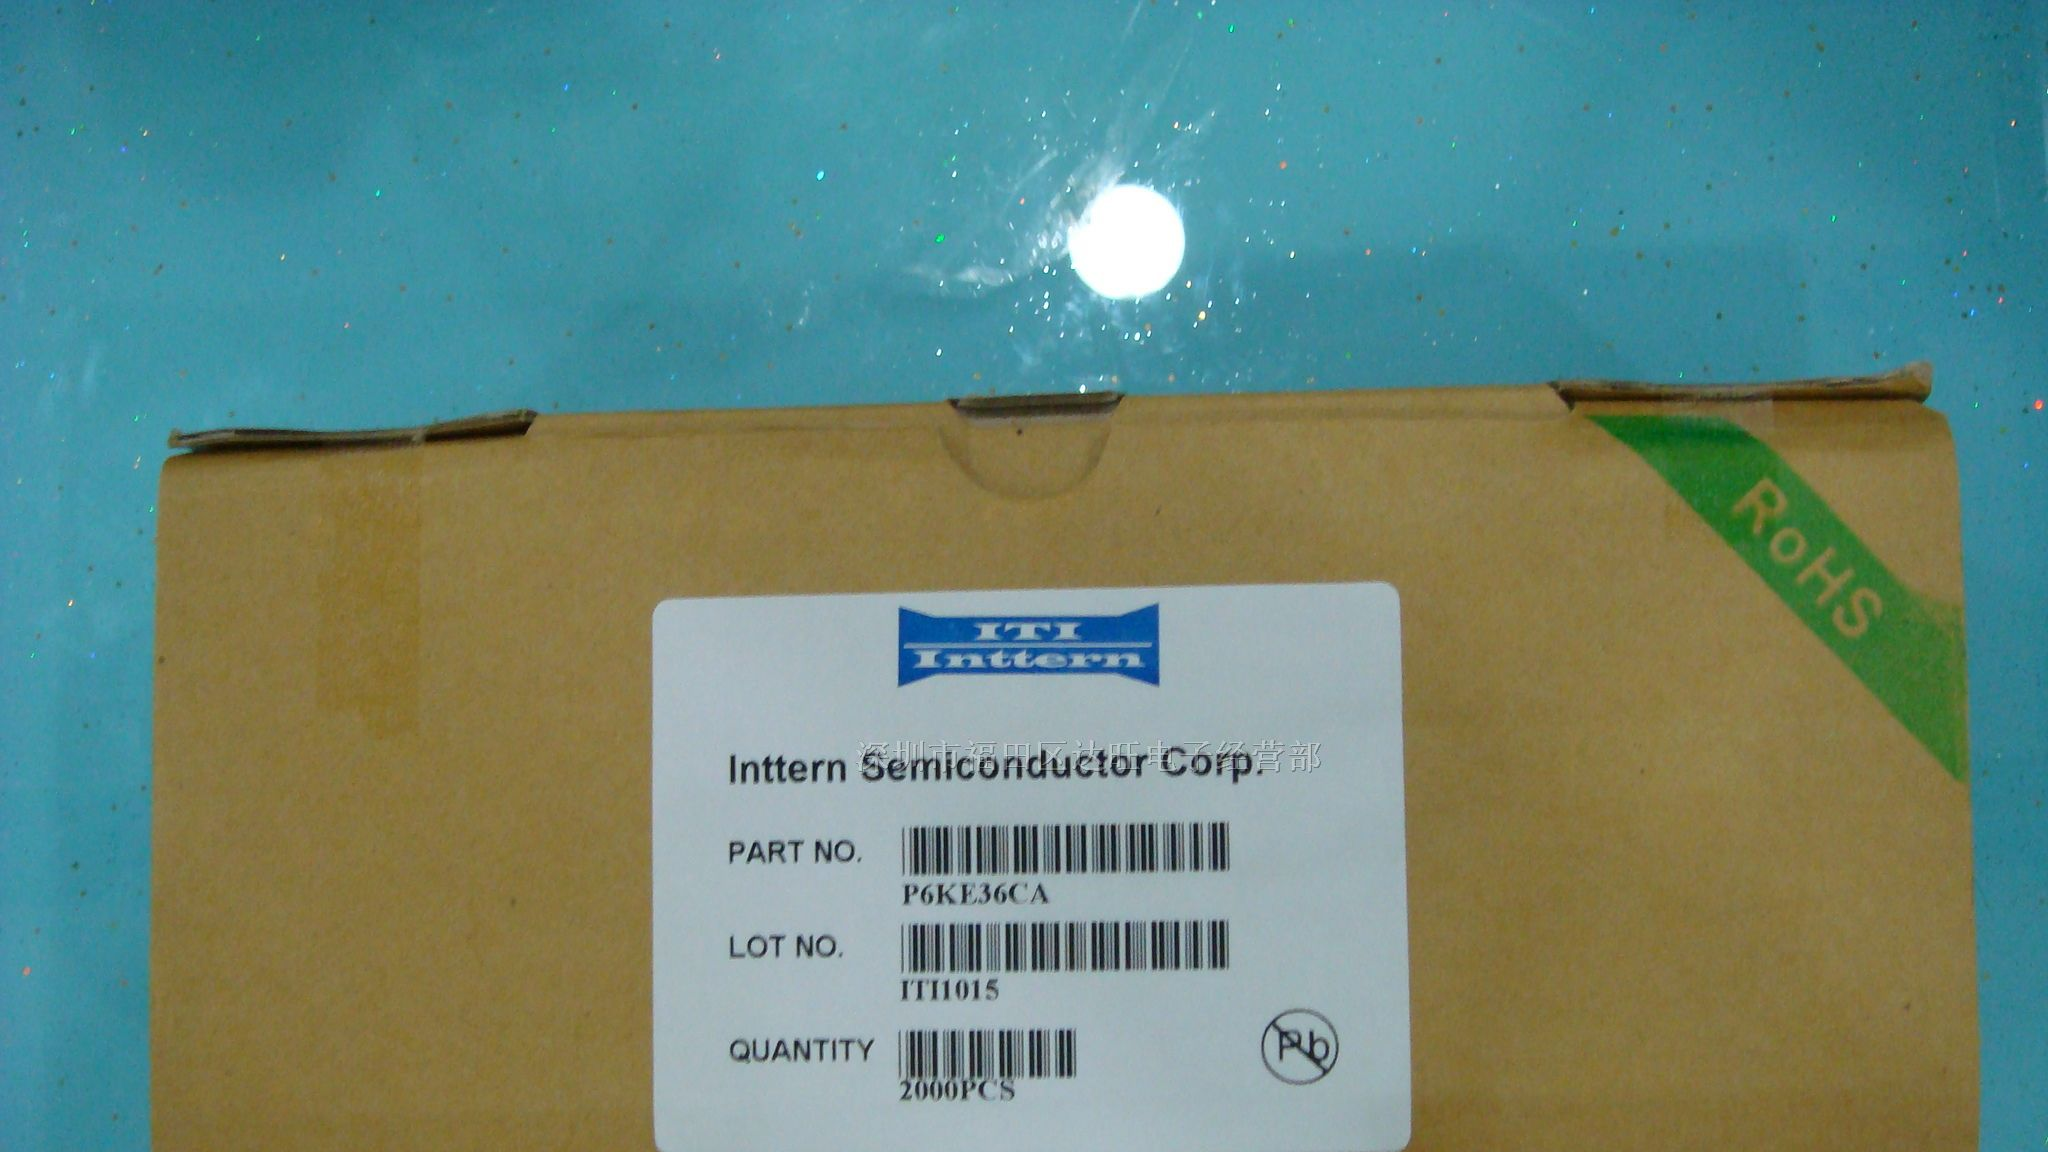 RoHS
ITI
Inttern
Inttern Semiconductor Corp.
深圳市福田区达旺电子经营部
PART NO.
P6KE36CA
LOT NO.
ITI1015
QUANTITY
2000PCS
Pb